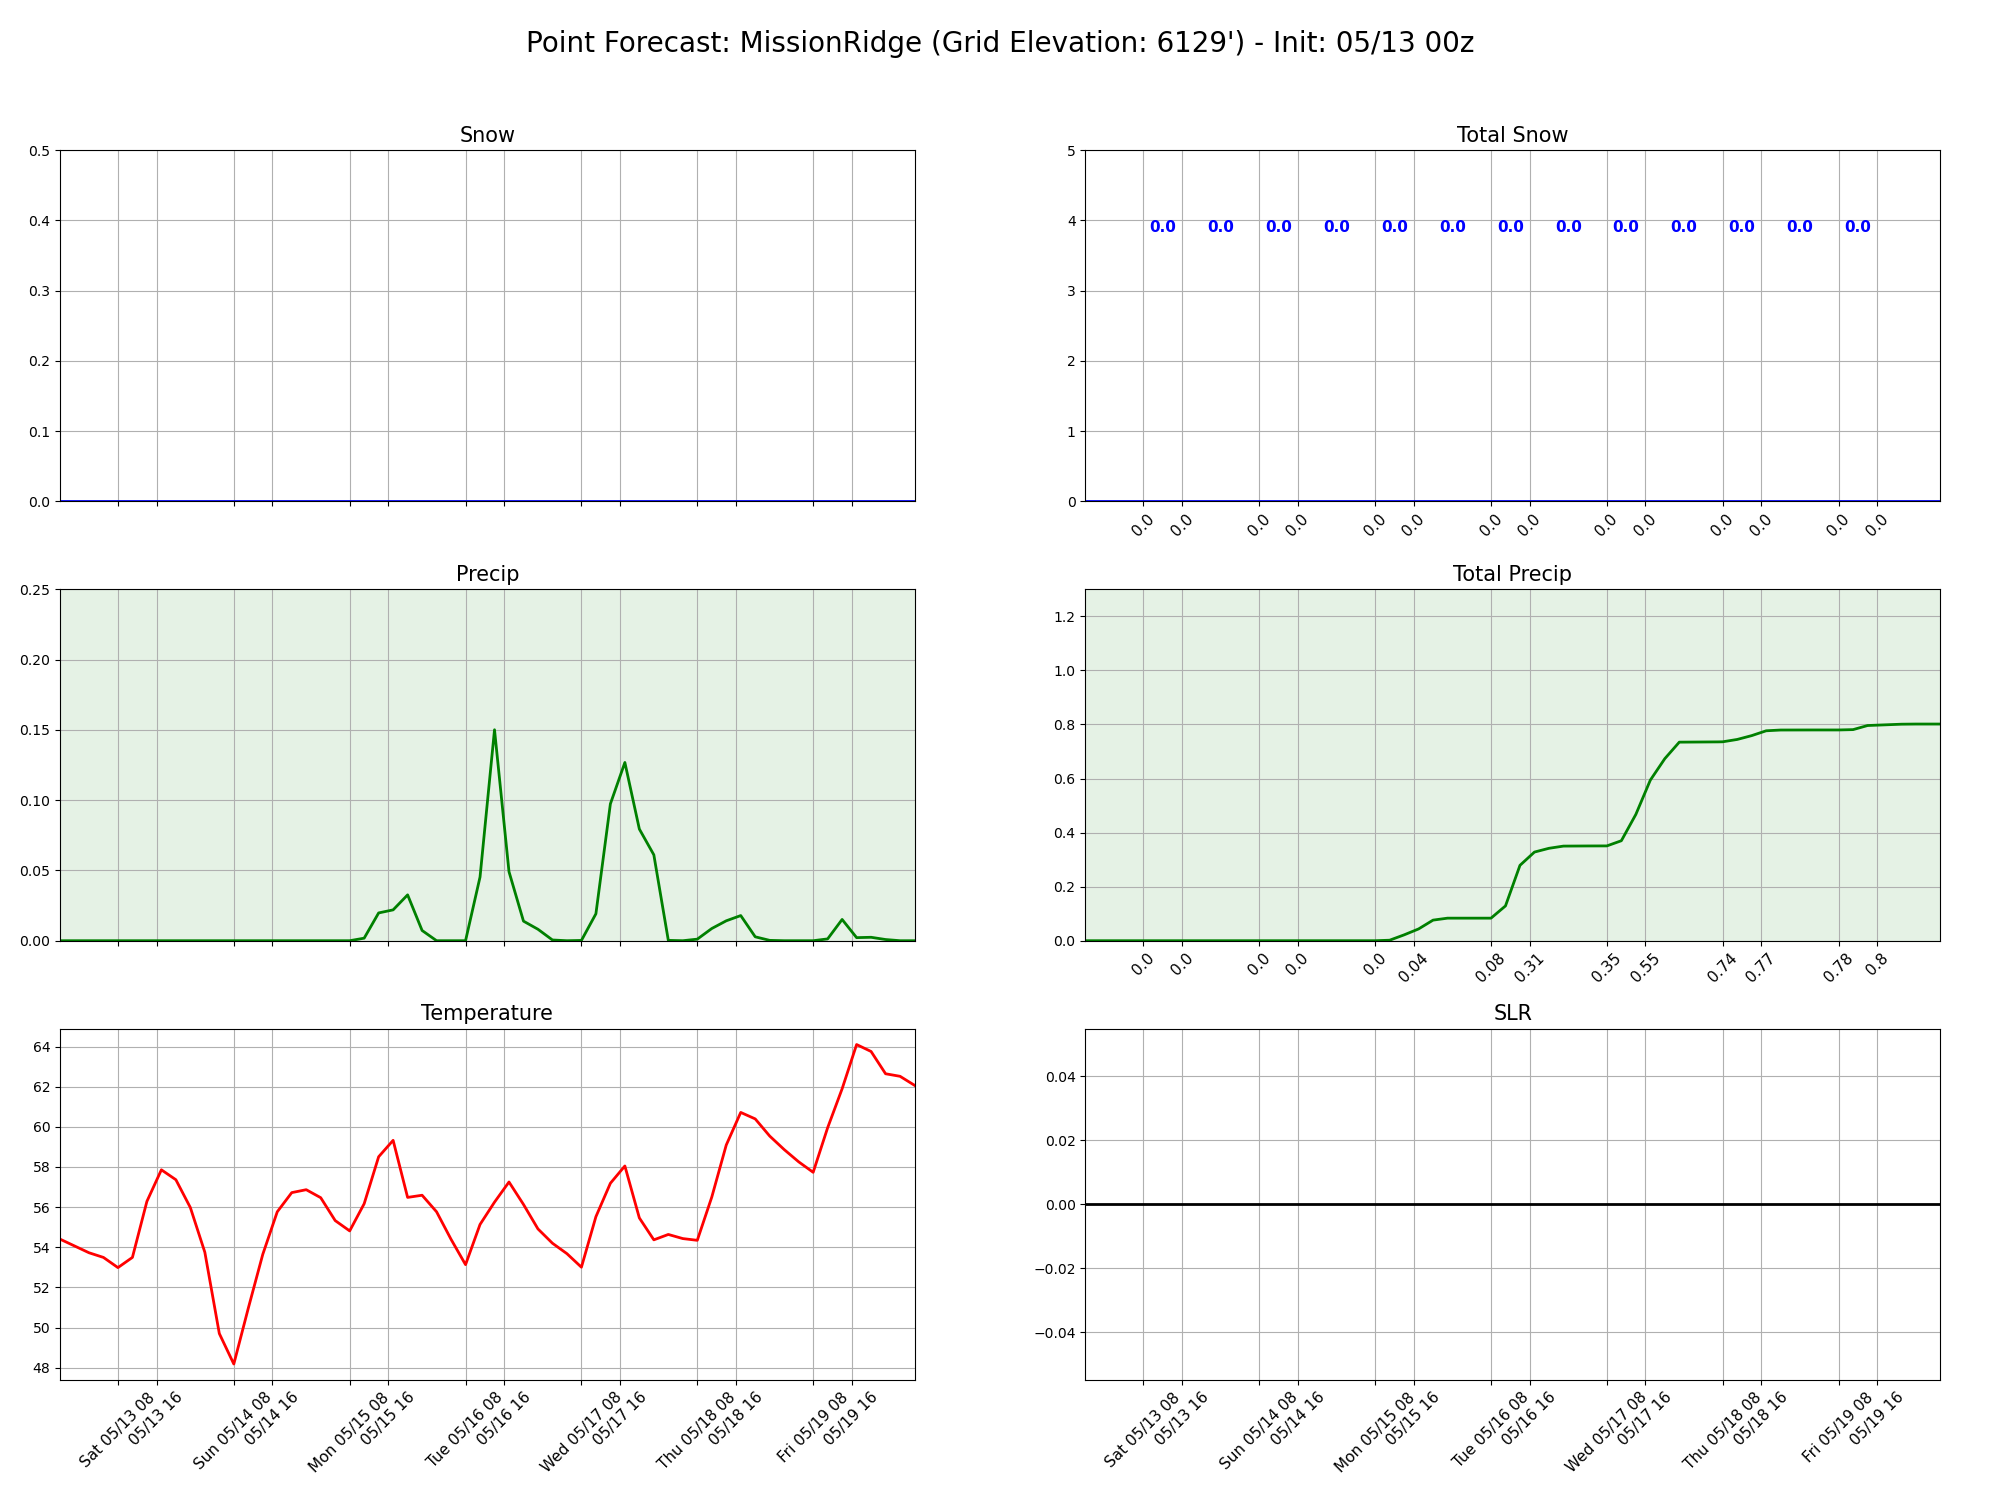 Point Forecast: MissionRidge (Grid Elevation: 6129') - Init: 05/13 00z
Snow
0.5
0.4
0.3
0.2
0.1
0.0
Total Snow
5
4
3
2
1
0
0.0 0.0 0.0 0.0 0.0 0.0 0.0 0.0 0.0 0.0 0.0 0.0 0.0
0.0 0.0 0.0 0.0 0.0 0.0 0.0 0.0 0.0 0.0 0.0 0.0 0.0 0.0
Precip
0.25
0.20
0.15
0.10
0.05
0.00
Total Precip
1.2
1.0
0.8
0.6
0.4
0.2
0.0
0.0 0.0 0.0 0.0 0.0 0.04 0.08 0.31 0.35 0.55 0.74 0.77 0.78 0.8
Temperature
64
62
60
58
56
54
52
50
48
Sat 05/13 08
05/13 16
Sun 05/14 08
05/14 16
Mon 05/15 08
05/15 16
Tue 05/16 08
05/16 16
Wed 05/17 08
05/17 16
Thu 05/18 08
05/18 16
Fri 05/19 08
05/19 16
SLR
0.04
0.02
0.00
−0.02
−0.04
Sat 05/13 08
05/13 16
Sun 05/14 08
05/14 16
Mon 05/15 08
05/15 16
Tue 05/16 08
05/16 16
Wed 05/17 08
05/17 16
Thu 05/18 08
05/18 16
Fri 05/19 08
05/19 16